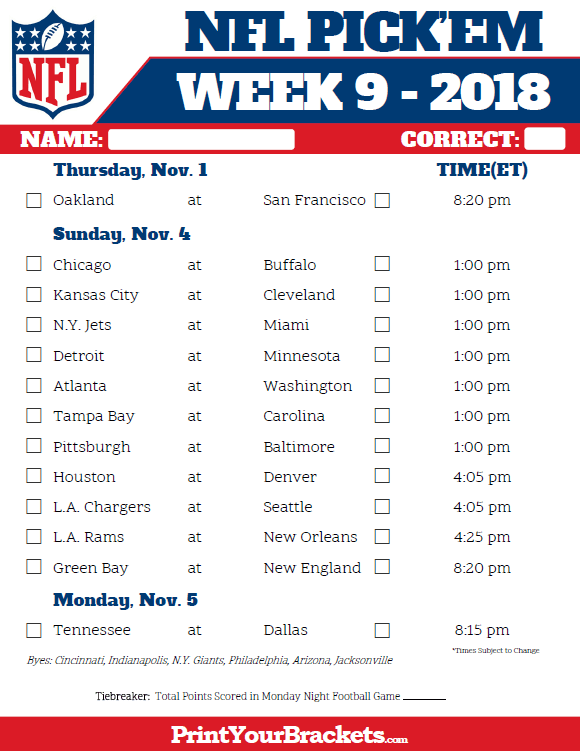 NFL
NFL PICK'EM
WEEK 9 - 2018
NAME: CORRECT:
Thursday, Nov. 1 TIME(ET)
Oakland at San Francisco 8:20 pm
Sunday, Nov. 4
Chicago at Buffalo 1:00 pm
Kansas City at Cleveland 1:00 pm
N.Y. Jets at Miami 1:00 pm
Detroit at Minnesota 1:00 pm
Atlanta at Washington 1:00 pm
Tampa Bay at Carolina 1:00 pm
Pittsburgh at Baltimore 1:00 pm
Houston at Denver 4:05 pm
L.A. Chargers at Seattle 4:05 pm
L.A. Rams at New Orleans 4:25 pm
Green Bay at New England 8:20 pm
Monday, Nov. 5
Tennessee at Dallas 8:15 pm
*Times Subject to Change
Byes: Cincinnati, Indianapolis, N.Y. Giants, Philadelphia, Arizona, Jacksonville
Tiebreaker: Total Points Scored in Monday Night Football Game ______
PrintYourBrackets.com